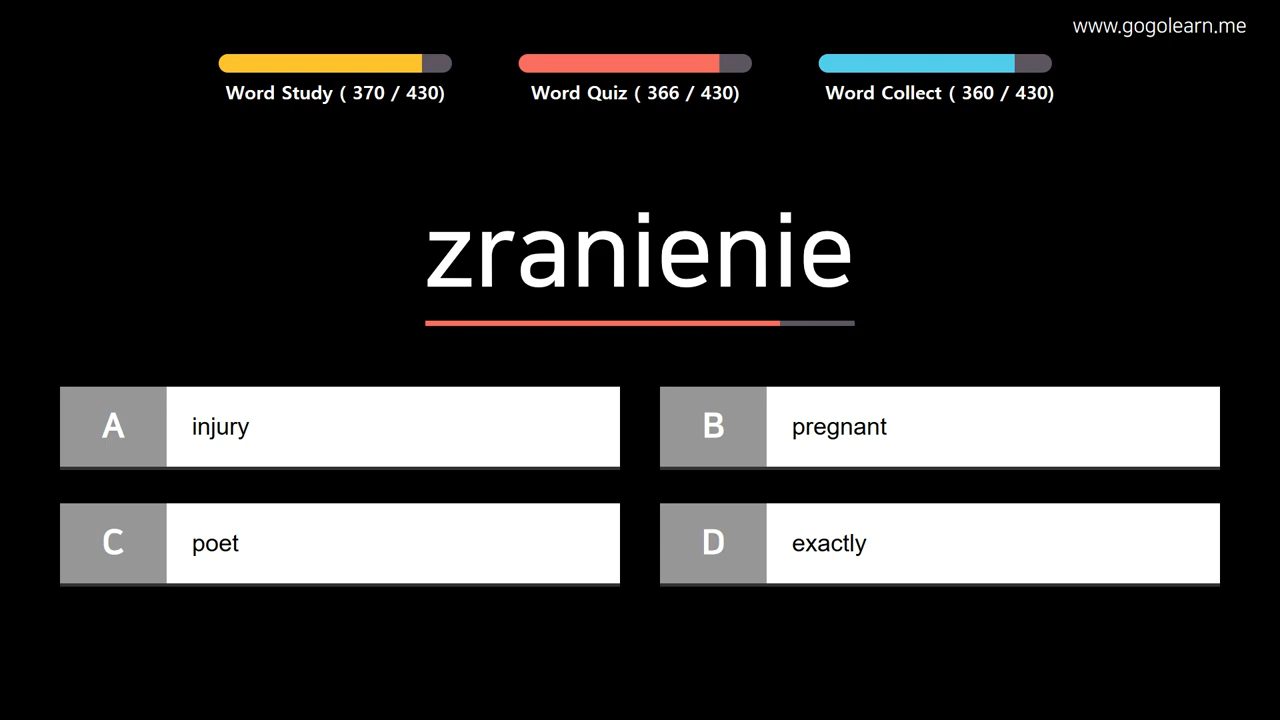 www.gogolearn.me
Word Study ( 370 / 430)
Word Quiz ( 366 / 430)
Word Collect ( 360 / 430)
zranienie
A injury
B pregnant
C poet
D exactly